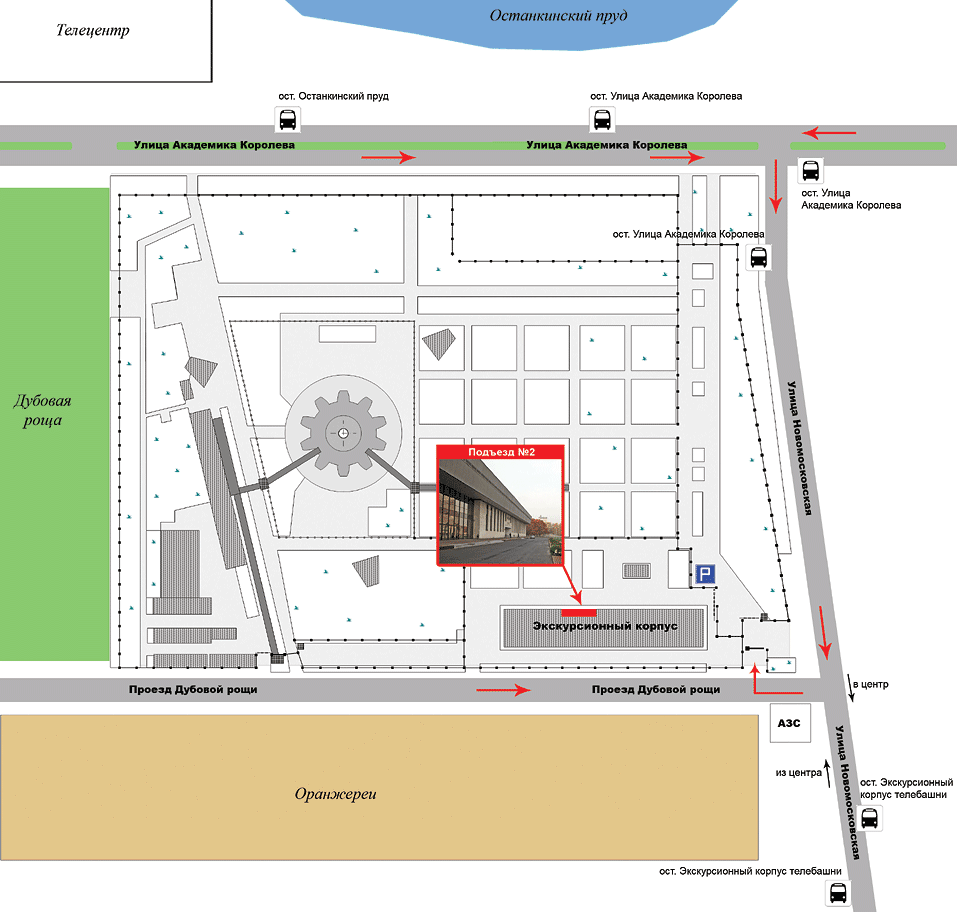 Останкинский пруд
Телецентр
ост. Останкинский пруд
ост. Улица Академика Королева
Улица Академика Королева
Улица Академика Королева
ост. Улица
Академика Королева
ост. Улица Академика Королева
Дубовая
роща
Улица Новомосковская
Подъезд №2
P
Экскурсионный корпус
Проезд Дубовой рощи
Проезд Дубовой рощи
в центр
АЗС
Улица Новомосковская
из центра
ост. Экскурсионный
корпус телебашни
Оранжереи
ост. Экскурсионный корпус телебашни